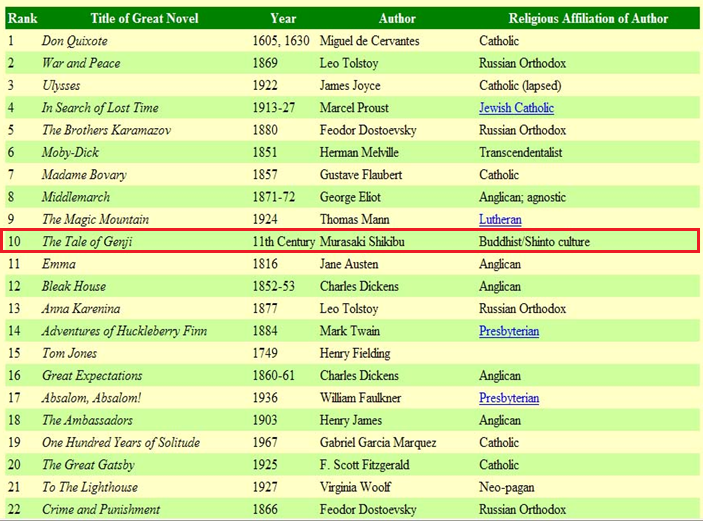 Rank Title of Great Novel Year Author Religious Affiliation of Author
1 Don Quixote 1605, 1630 Miguel de Cervantes Catholic
2 War and Peace 1869 Leo Tolstoy Russian Orthodox
3 Ulysses 1922 James Joyce Catholic (lapsed)
4 In Search of Lost Time 1913-27 Marcel Proust Jewish Catholic
5 The Brothers Karamazov 1880 Feodor Dostoevsky Russian Orthodox
6 Moby-Dick 1851 Herman Melville Transcendentalist
7 Madame Bovary 1857 Gustave Flaubert Catholic
8 Middlemarch 1871-72 George Eliot Anglican; agnostic
9 The Magic Mountain 1924 Thomas Mann Lutheran
10 The Tale of Genji 11th Century Murasaki Shikibu Buddhist/Shinto culture
11 Emma 1816 Jane Austen Anglican
12 Bleak House 1852-53 Charles Dickens Anglican
13 Anna Karenina 1877 Leo Tolstoy Russian Orthodox
14 Adventures of Huckleberry Finn 1884 Mark Twain Presbyterian
15 Tom Jones 1749 Henry Fielding
16 Great Expectations 1860-61 Charles Dickens Anglican
17 Absalom, Absalom! 1936 William Faulkner Presbyterian
18 The Ambassadors 1903 Henry James Anglican
19 One Hundred Years of Solitude 1967 Gabriel Garcia Marquez Catholic
20 The Great Gatsby 1925 F. Scott Fitzgerald Catholic
21 To The Lighthouse 1927 Virginia Woolf Neo-pagan
22 Crime and Punishment 1866 Feodor Dostoevsky Russian Orthodox